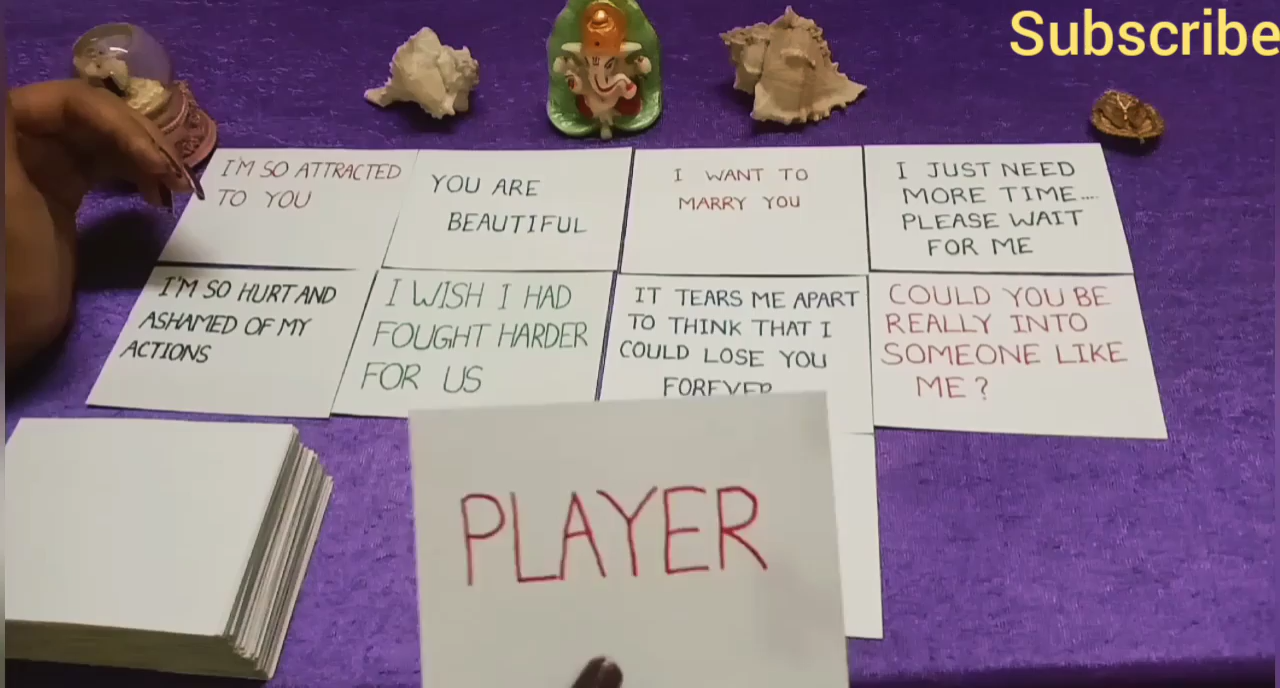 Subscribe
I'M SO ATTRACTED
TO YOU
YOU ARE
BEAUTIFUL
I WANT TO
MARRY YOU
I JUST NEED
MORE TIME....
PLEASE WAIT
FOR ME
I'M SO HURT AND
ASHAMED OF MY
ACTIONS
I WISH I HAD
FOUGHT HARDER
FOR US
IT TEARS ME APART
TO THINK THAT I
COULD LOSE YOU
FOREVER
COULD YOU BE
REALLY INTO
SOMEONE LIKE
ME?
PLAYER